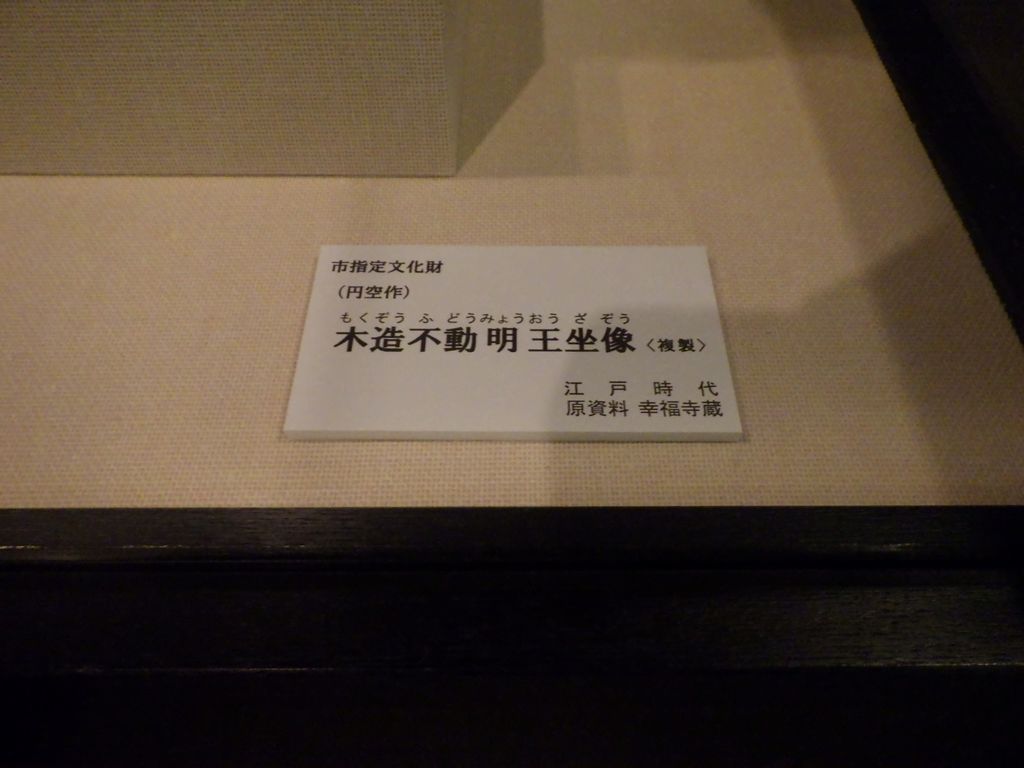 市指定文化財
（円空作）
もくぞう ふ どうみょうおう ざ ぞう
木造不動明王坐像〈複製〉
江戸時代
原資料 幸福寺蔵